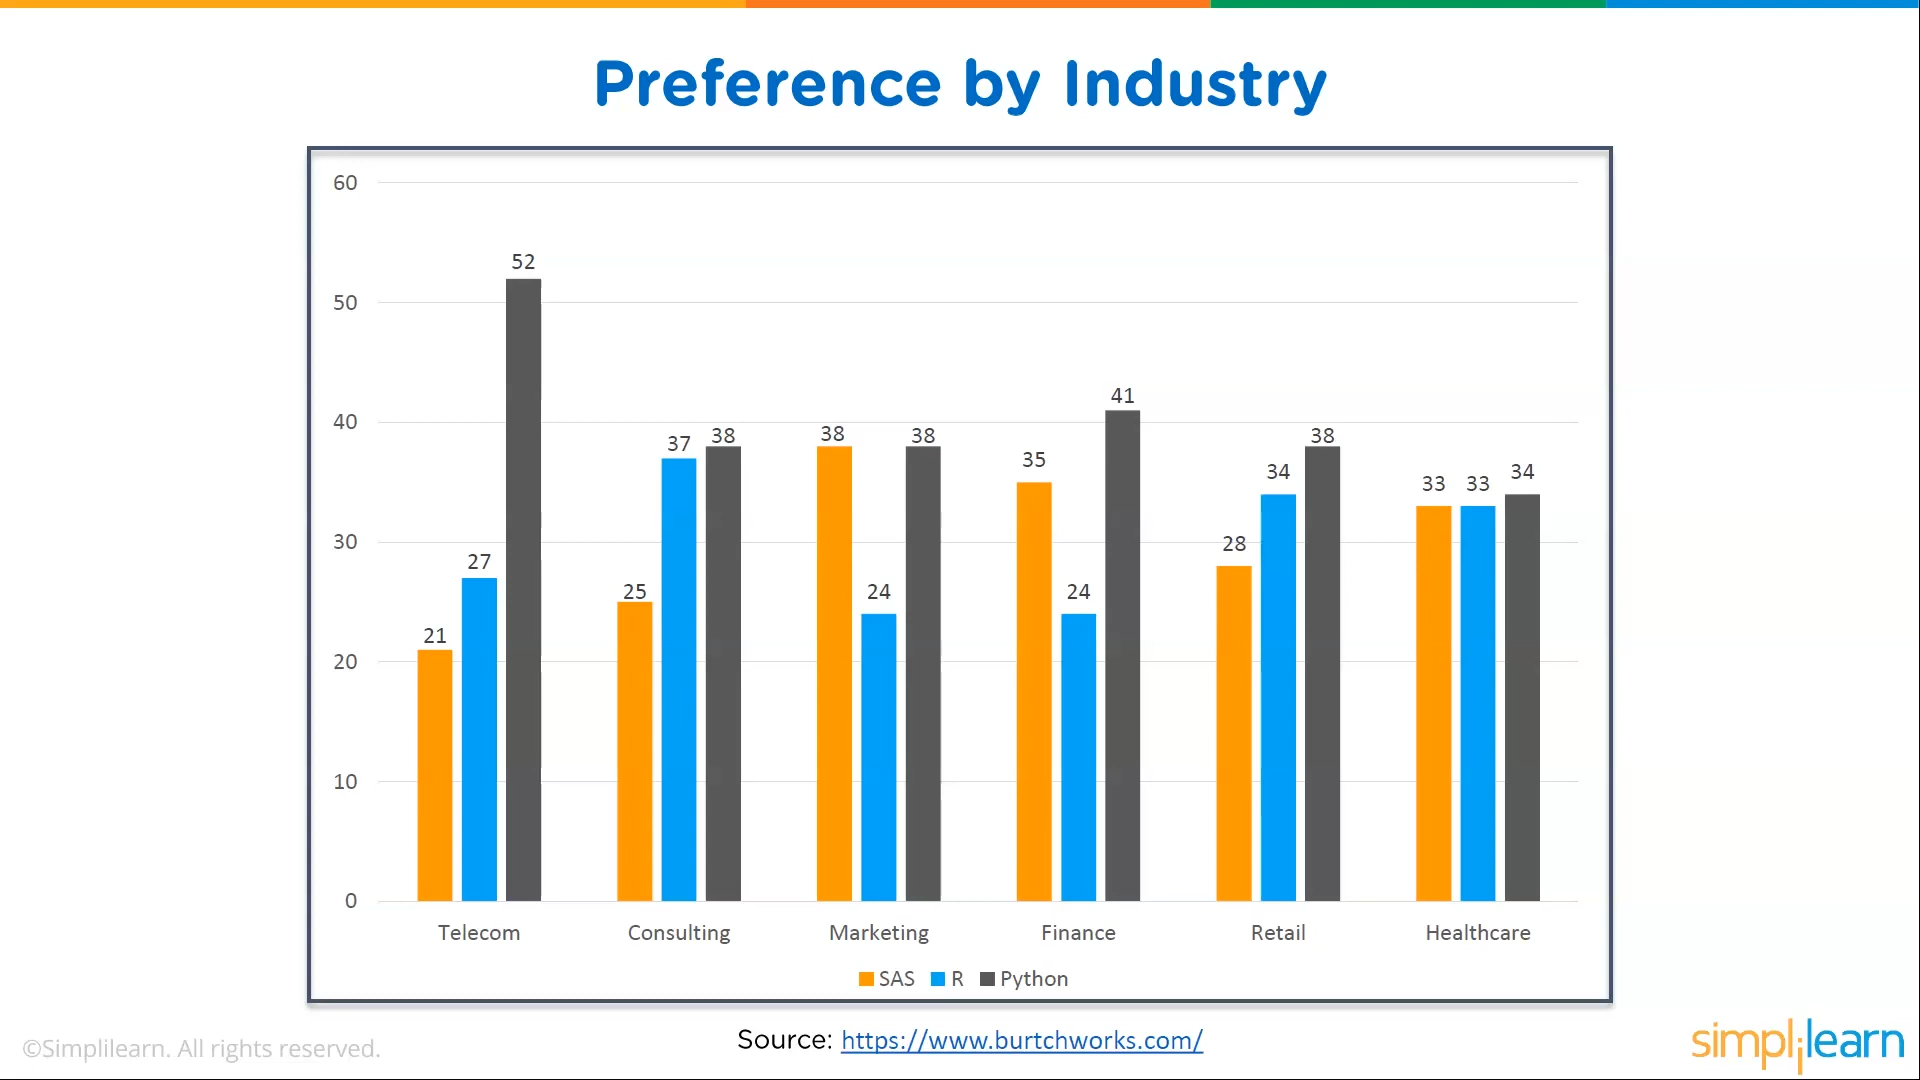 Preference by Industry
60
50
40
30
20
10
0
21 27 52
25 37 38
38 24 38
35 24 41
28 34 38
33 33 34
Telecom Consulting Marketing Finance Retail Healthcare
SAS R Python
Source: https://www.burtchworks.com/
©Simplilearn. All rights reserved.
simplilearn